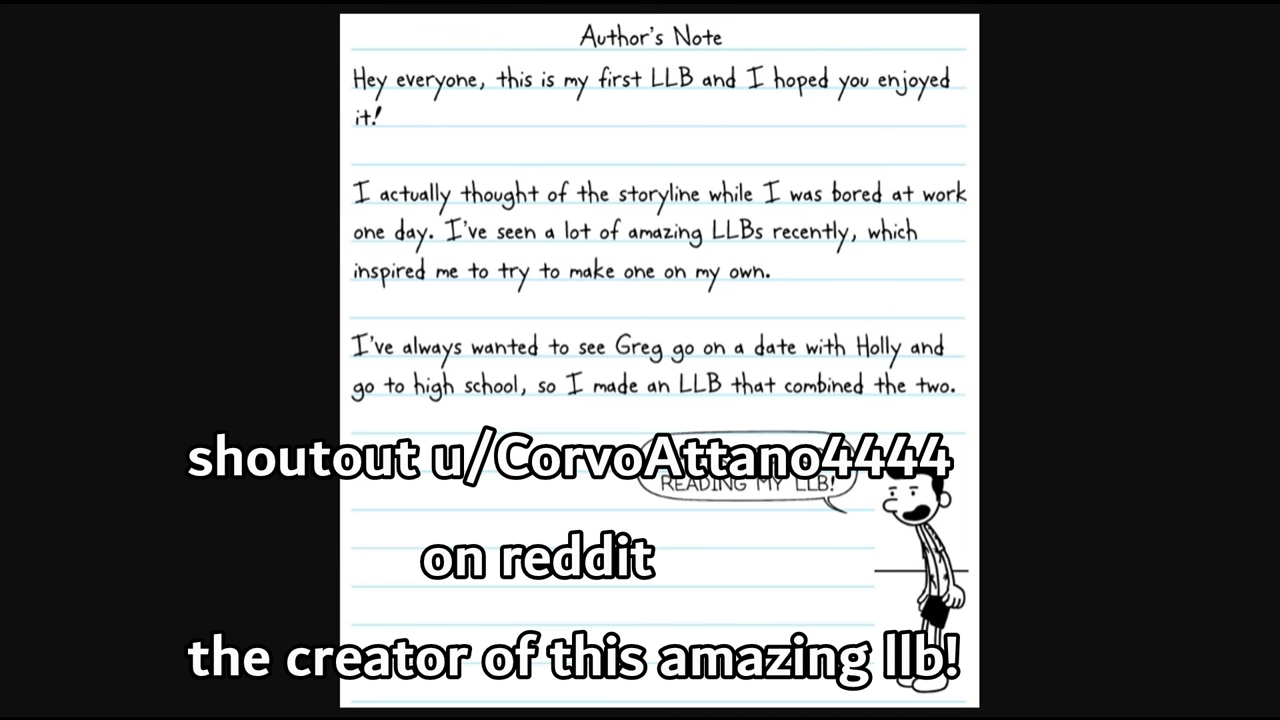 Author's Note
Hey everyone, this is my first LLB and I hoped you enjoyed
it!
I actually thought of the storyline while I was bored at work
one day. I've seen a lot of amazing LLBs recently, which
inspired me to try to make one on my own.
I've always wanted to see Greg go on a date with Holly and
go to high school, so I made an LLB that combined the two.
shoutout u/CorvoAttano4444
READING MY LLB!
on reddit
the creator of this amazing llb!